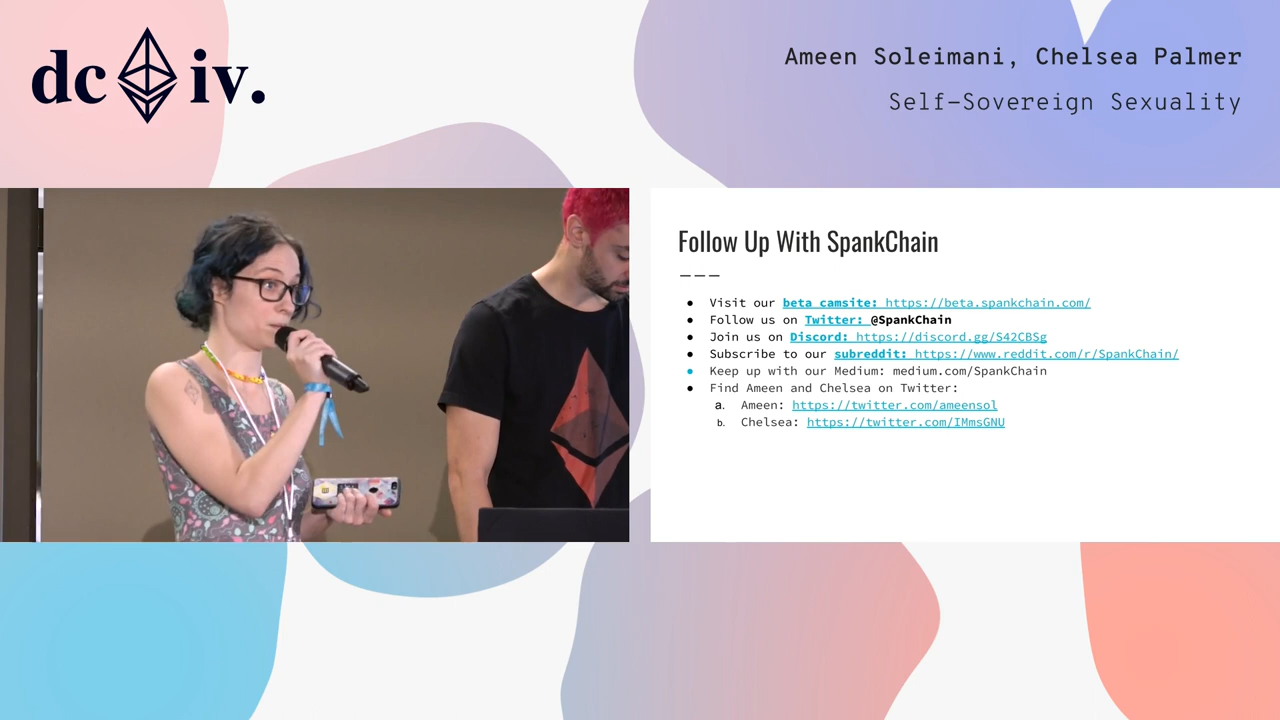 dc iv.
Ameen Soleimani, Chelsea Palmer
Self-Sovereign Sexuality
Follow Up With SpankChain
Visit our beta camsite: https://beta.spankchain.com/
Follow us on Twitter: @SpankChain
Join us on Discord: https://discord.gg/S42CBSg
Subscribe to our subreddit: https://www.reddit.com/r/SpankChain/
Keep up with our Medium: medium.com/SpankChain
Find Ameen and Chelsea on Twitter:
a. Ameen: https://twitter.com/ameensol
b. Chelsea: https://twitter.com/IMmsGNU